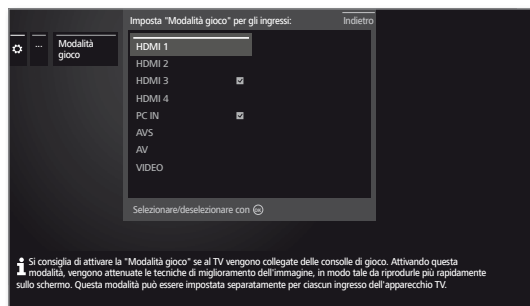 Imposta "Modalità gioco" per gli ingressi:
Indietro
...
Modalità
gioco
HDMI 1
HDMI 2
HDMI 3
HDMI 4
PC IN
AVS
AV
VIDEO
Selezionare/deselezionare con OK
Si consiglia di attivare la "Modalità gioco" se al TV vengono collegate delle consolle di gioco. Attivando questa
modalità, vengono attenuate le tecniche di miglioramento dell'immagine, in modo tale da riprodurle più rapidamente
sullo schermo. Questa modalità può essere impostata separatamente per ciascun ingresso dell'apparecchio TV.